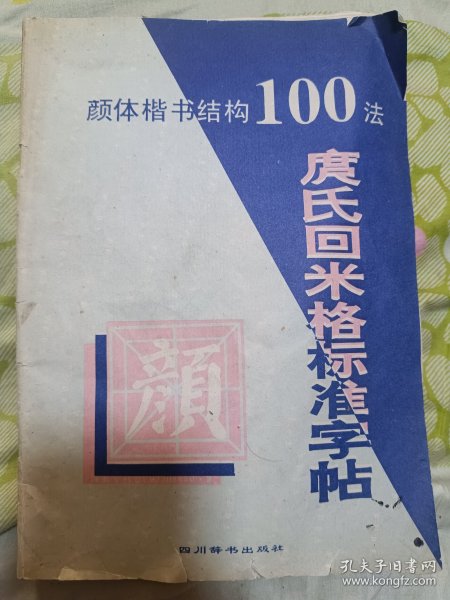 颜体楷书结构100法
庹氏回米格标准字帖
顏
四川辞书出版社
孔夫子旧书网
www.kongfz.com